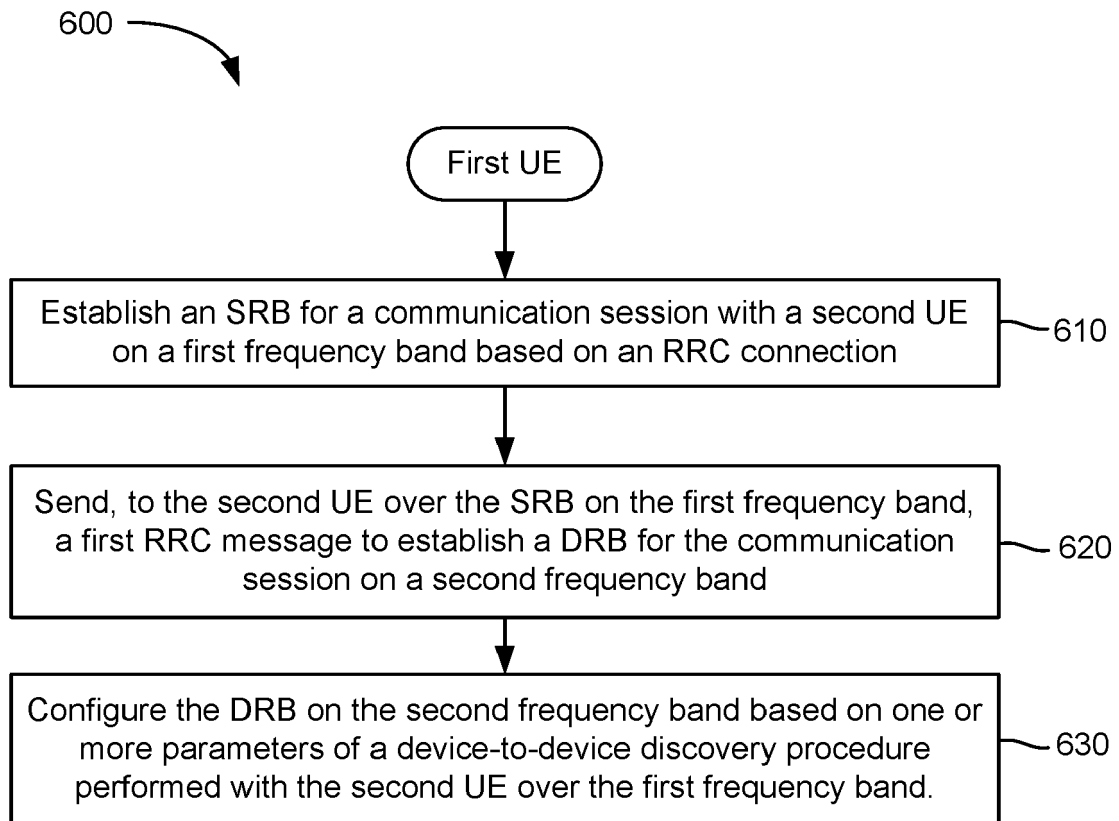 600
First UE
Establish an SRB for a communication session with a second UE
on a first frequency band based on an RRC connection
610
Send, to the second UE over the SRB on the first frequency band,
a first RRC message to establish a DRB for the communication
session on a second frequency band
620
Configure the DRB on the second frequency band based on one or
more parameters of a device-to-device discovery procedure
performed with the second UE over the first frequency band.
630